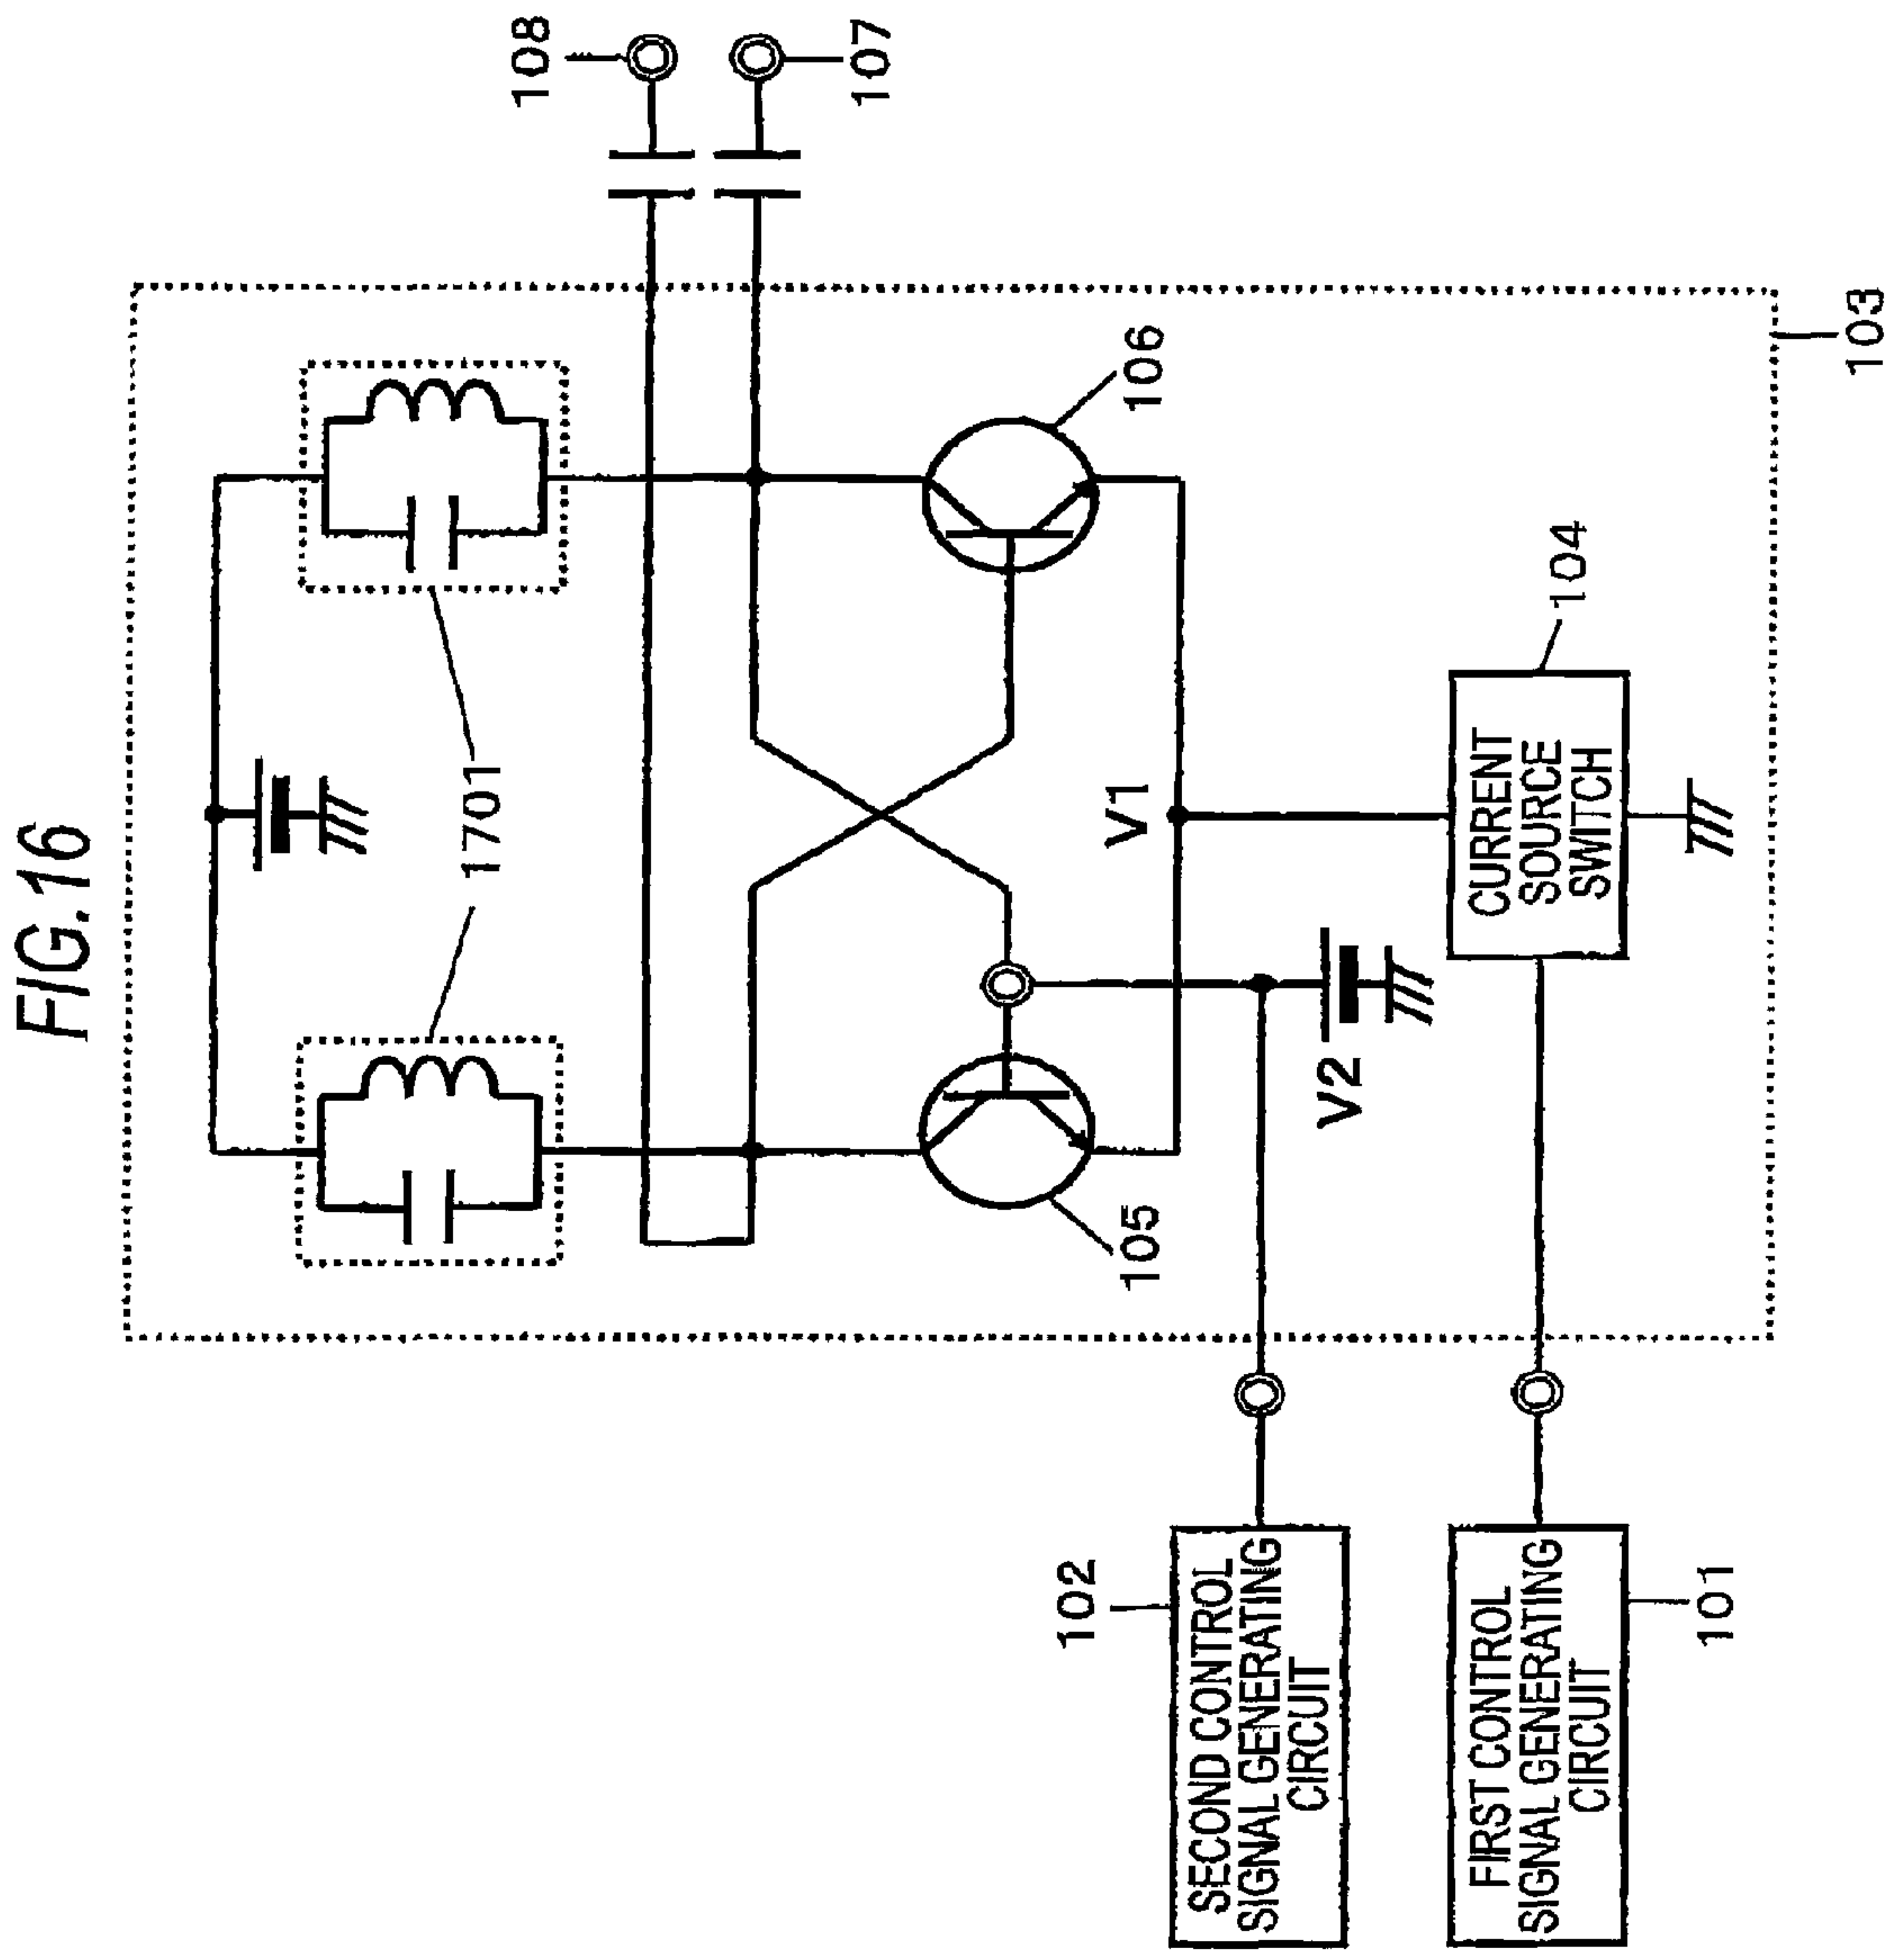 FIG.16
1701
108
107
106
105
V1
V2
102
SECOND CONTROL
SIGNAL GENERATING
CIRCUIT
CURRENT
SOURCE
SWITCH
104
FIRST CONTROL
SIGNAL GENERATING
CIRCUIT
101
103